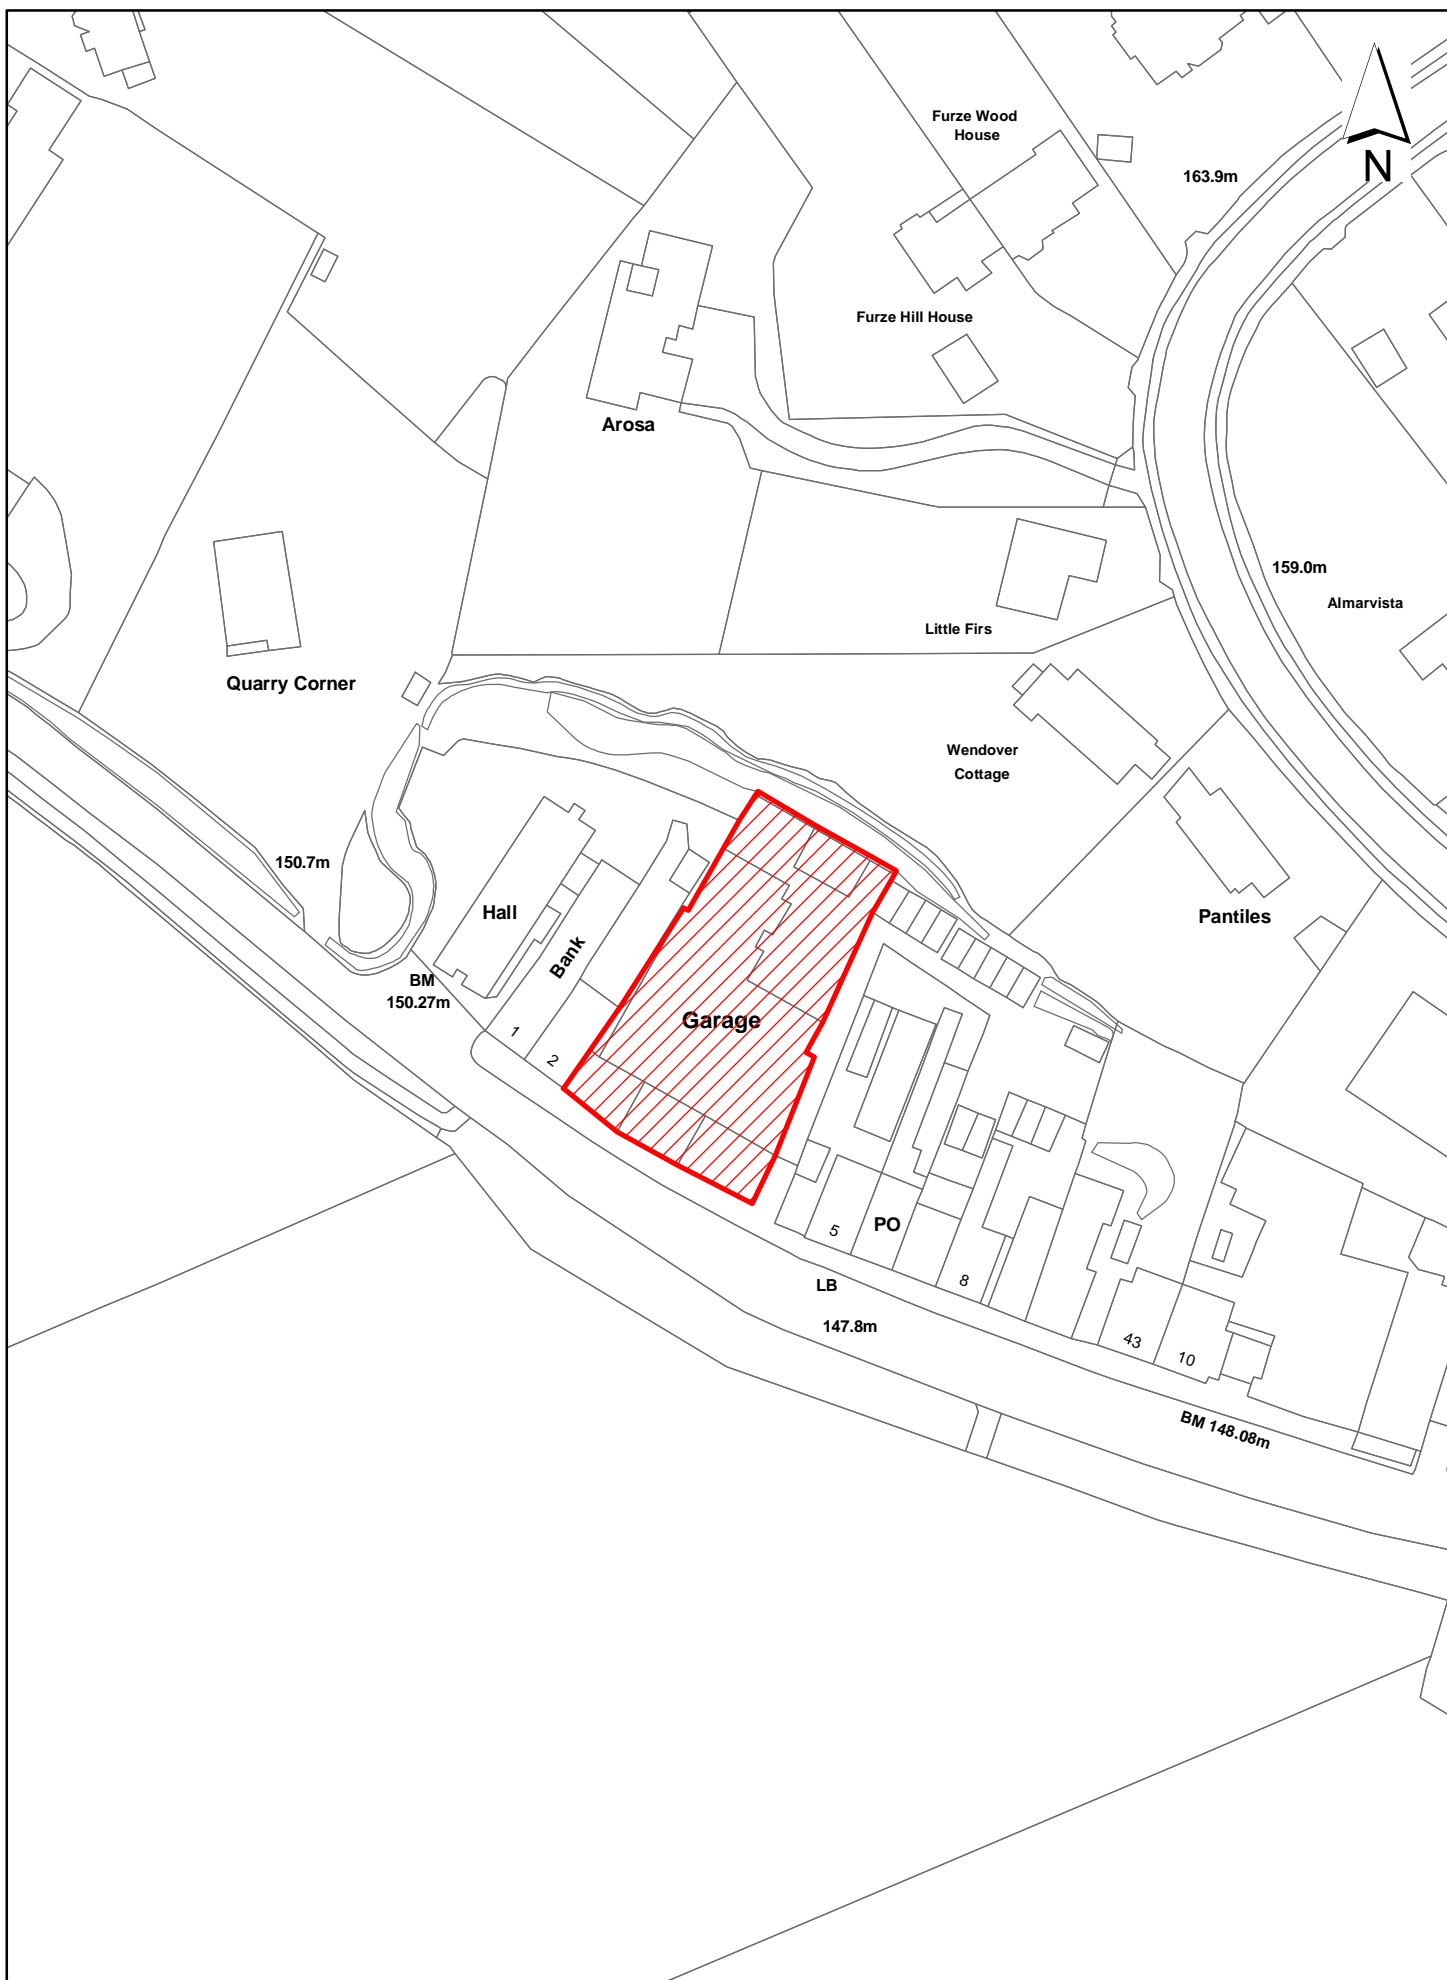 Furze Wood
House
163.9m
N
Furze Hill House
Arosa
159.0m
Almarvista
Little Firs
Quarry Corner
Wendover
Cottage
150.7m
Hall
Bank
Pantiles
BM
150.27m
Garage
1
2
5
PO
8
LB
147.8m
43
10
BM 148.08m